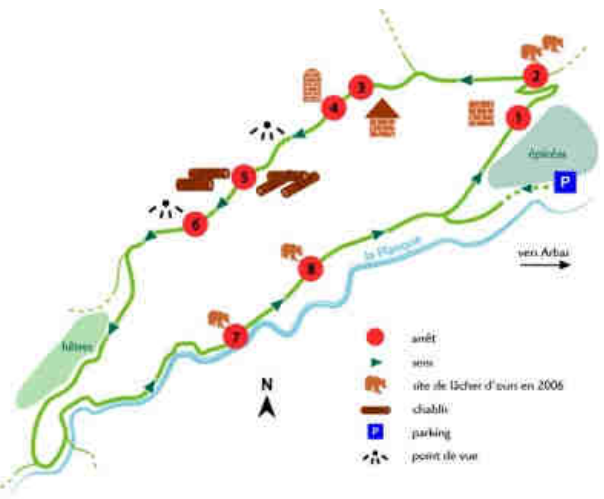 2
3
4
1
épicéas
P
5
6
la Planque
vers Arbas
8
hêtres
7
N
arrêt
sens
site de lâcher d'ours en 2006
chablis
P
parking
point de vue